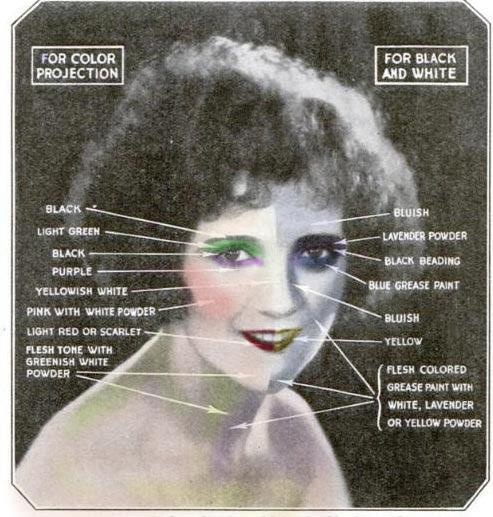 FOR COLOR
PROJECTION
FOR BLACK
AND WHITE
BLACK
LIGHT GREEN
BLACK
PURPLE
YELLOWISH WHITE
PINK WITH WHITE POWDER
LIGHT RED OR SCARLET
FLESH TONE WITH
GREENISH WHITE
POWDER
BLUISH
LAVENDER POWDER
BLACK BEADING
BLUE GREASE PAINT
BLUISH
YELLOW
FLESH COLORED
GREASE PAINT WITH
WHITE, LAVENDER
OR YELLOW POWDER